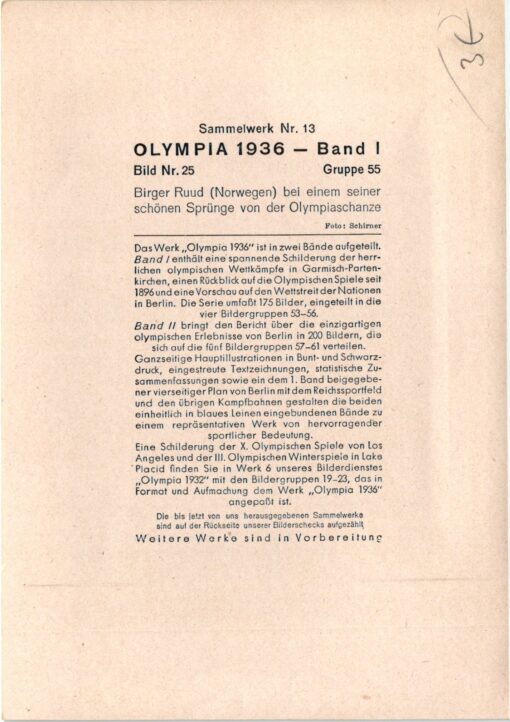 Sammelwerk Nr. 13
OLYMPIA 1936 — Band I
Bild Nr. 25 Gruppe 55
Birger Ruud (Norwegen) bei einem seiner
schönen Sprünge von der Olympiaschanze
Foto: Schirner
Das Werk „Olympia 1936“ ist in zwei Bände aufgeteilt.
Band I enthält eine spannende Schilderung der herr-
lichen olympischen Wettkämpfe in Garmisch-Parten-
kirchen, einen Rückblick auf die Olympischen Spiele seit
1896 und eine Vorschau auf den Wettstreit der Nationen
in Berlin. Die Serie umfaßt 175 Bilder, eingeteilt in die
vier Bildergruppen 53–56.
Band II bringt den Bericht über die einzigartigen
olympischen Erlebnisse von Berlin in 200 Bildern, die
sich auf die fünf Bildergruppen 57–61 verteilen.
Ganzseitige Hauptillustrationen in Bunt- und Schwarz-
druck, eingestreute Textzeichnungen, statistische Zu-
sammenfassungen sowie ein dem 1. Band beigegebe-
ner vierseitiger Plan von Berlin mit dem Reichssportfeld
und den übrigen Kampfbahnen gestalten die beiden
einheitlich in blaues Leinen eingebundenen Bände zu
einem repräsentativen Werk von hervorragender
sportlicher Bedeutung.
Eine Schilderung der X. Olympischen Spiele von Los
Angeles und der III. Olympischen Winterspiele in Lake
Placid finden Sie in Werk 6 unseres Bilderdienstes
„Olympia 1932“ mit den Bildergruppen 19–23, das in
Format und Aufmachung dem Werk „Olympia 1936“
angepaßt ist.
Die bis jetzt von uns herausgegebenen Sammelwerke
sind auf der Rückseite unserer Bilderschecks aufgezählt
Weitere Werke sind in Vorbereitung